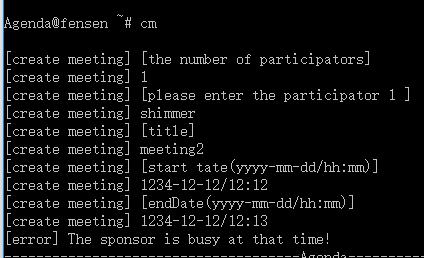 Agenda@fensen ~# cm
[create meeting] [the number of participators]
[create meeting] 1
[create meeting] [please enter the participator 1 ]
[create meeting] shimmer
[create meeting] [title]
[create meeting] meeting2
[create meeting] [start tate(yyyy-mm-dd/hh:mm)]
[create meeting] 1234-12-12/12:12
[create meeting] [endDate(yyyy-mm-dd/hh:mm)]
[create meeting] 1234-12-12/12:13
[error] The sponsor is busy at that time!
---------------------------------------Agenda----------